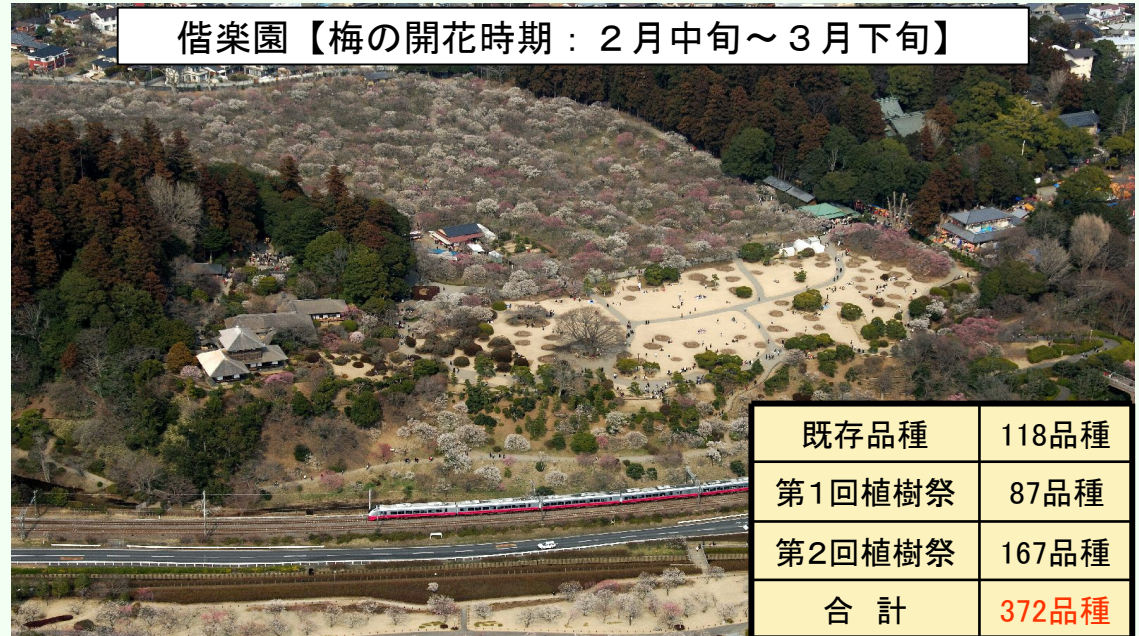 偕楽園【梅の開花時期：２月中旬～３月下旬】
既存品種 118品種
第1回植樹祭 87品種
第2回植樹祭 167品種
合 計 372品種